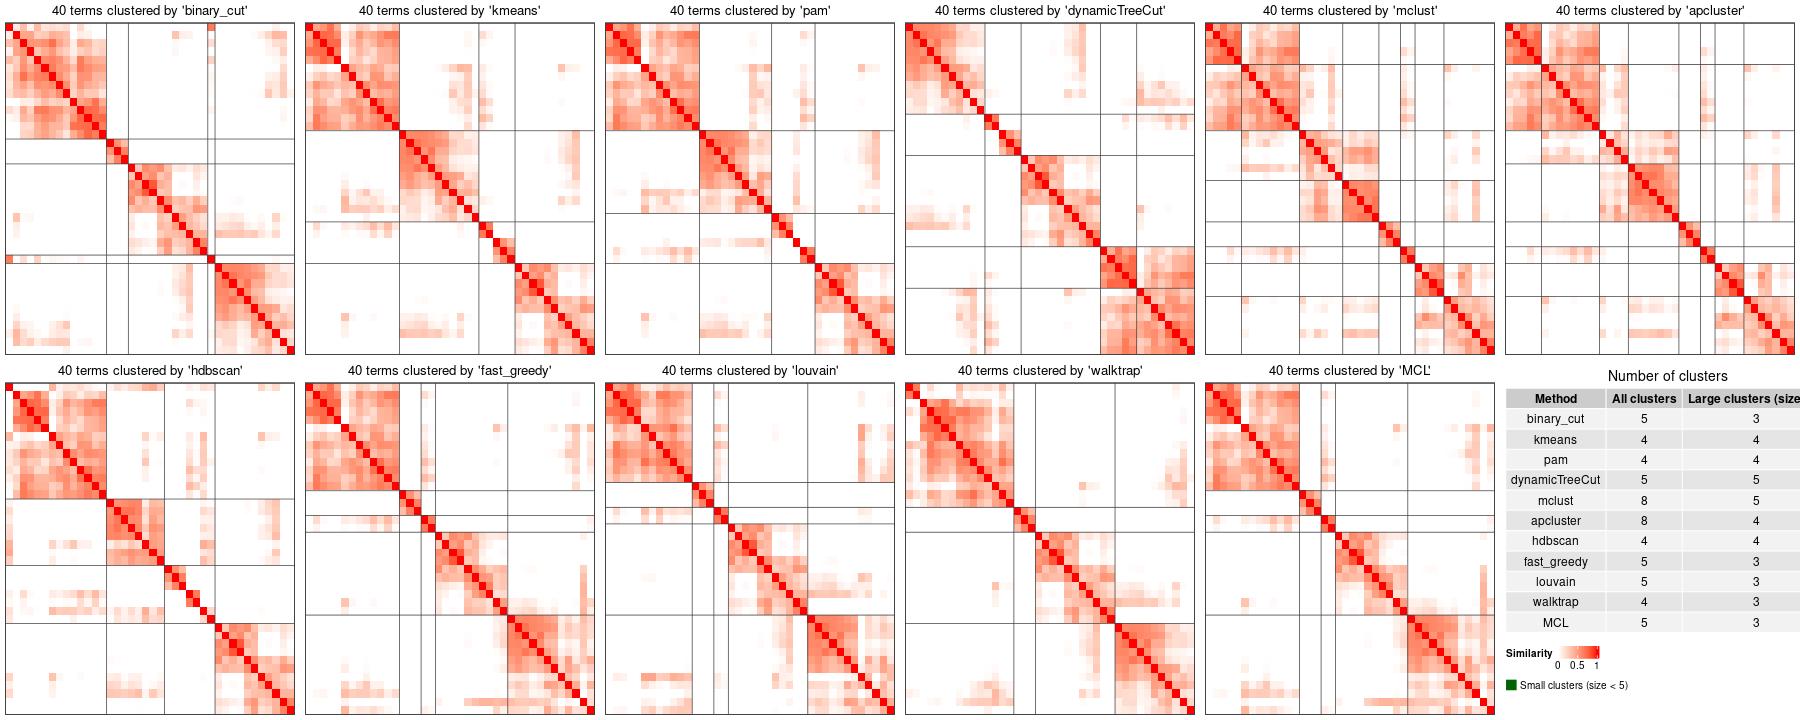 40 terms clustered by 'binary_cut'
40 terms clustered by 'kmeans'
40 terms clustered by 'pam'
40 terms clustered by 'dynamicTreeCut'
40 terms clustered by 'mclust'
40 terms clustered by 'apcluster'
40 terms clustered by 'hdbscan'
40 terms clustered by 'fast_greedy'
40 terms clustered by 'louvain'
40 terms clustered by 'walktrap'
40 terms clustered by 'MCL'
Number of clusters
Method All clusters Large clusters (size
binary_cut 5 3
kmeans 4 4
pam 4 4
dynamicTreeCut 5 5
mclust 8 5
apcluster 8 4
hdbscan 4 4
fast_greedy 5 3
louvain 5 3
walktrap 4 3
MCL 5 3
Similarity
0 0.5 1
Small clusters (size < 5)